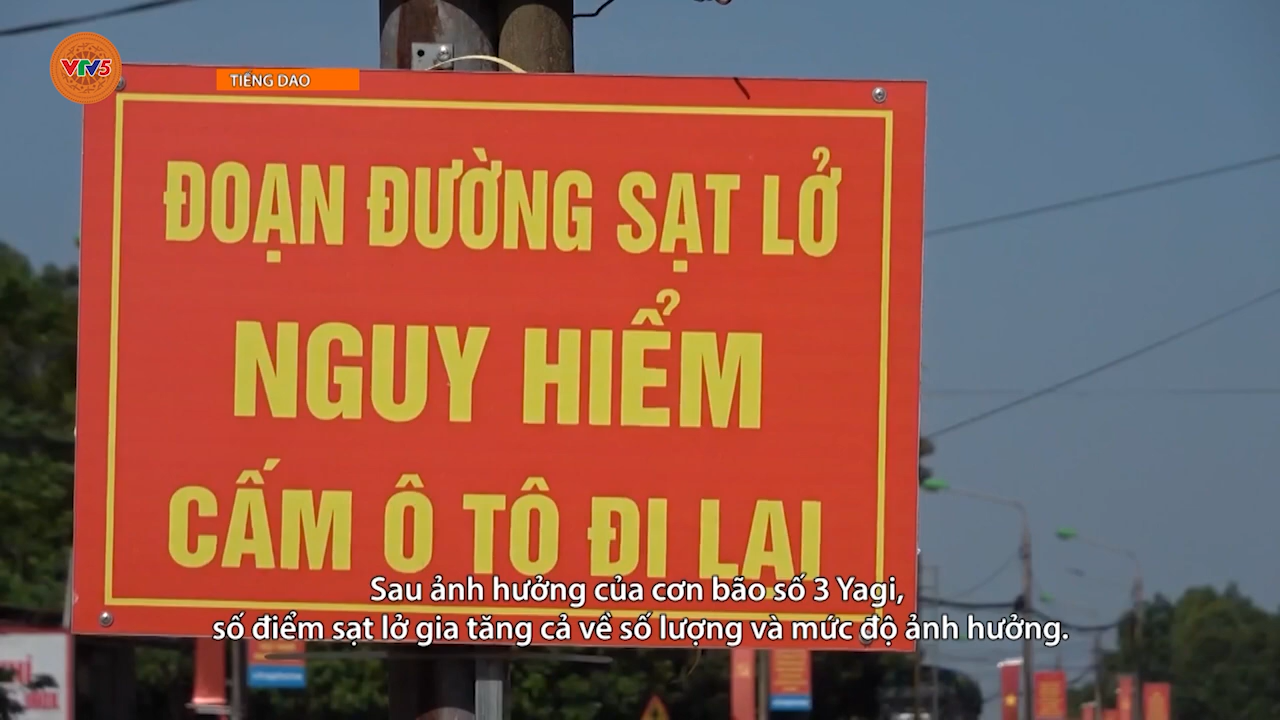 VTV5
TIẾNG DAO
ĐOẠN ĐƯỜNG SẠT LỞ
NGUY HIỂM
CẤM Ô TÔ ĐI LẠI
Sau ảnh hưởng của cơn bão số 3 Yagi,
số điểm sạt lở gia tăng cả về số lượng và mức độ ảnh hưởng.